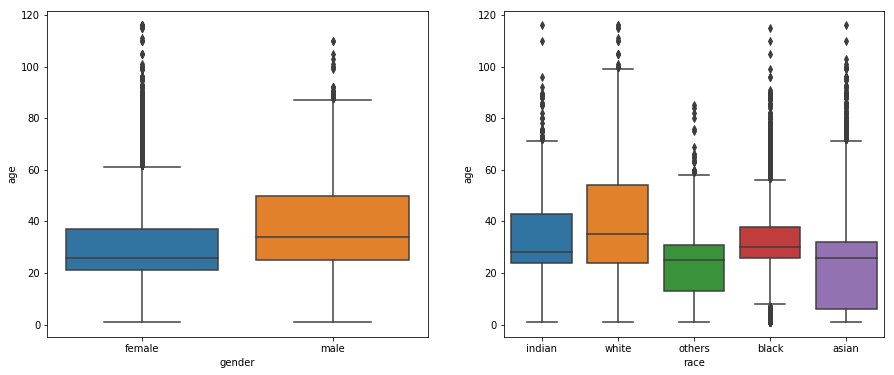 120
100
80
60
40
20
0
age
female
male
gender
120
100
80
60
40
20
0
age
indian
white
others
black
asian
race